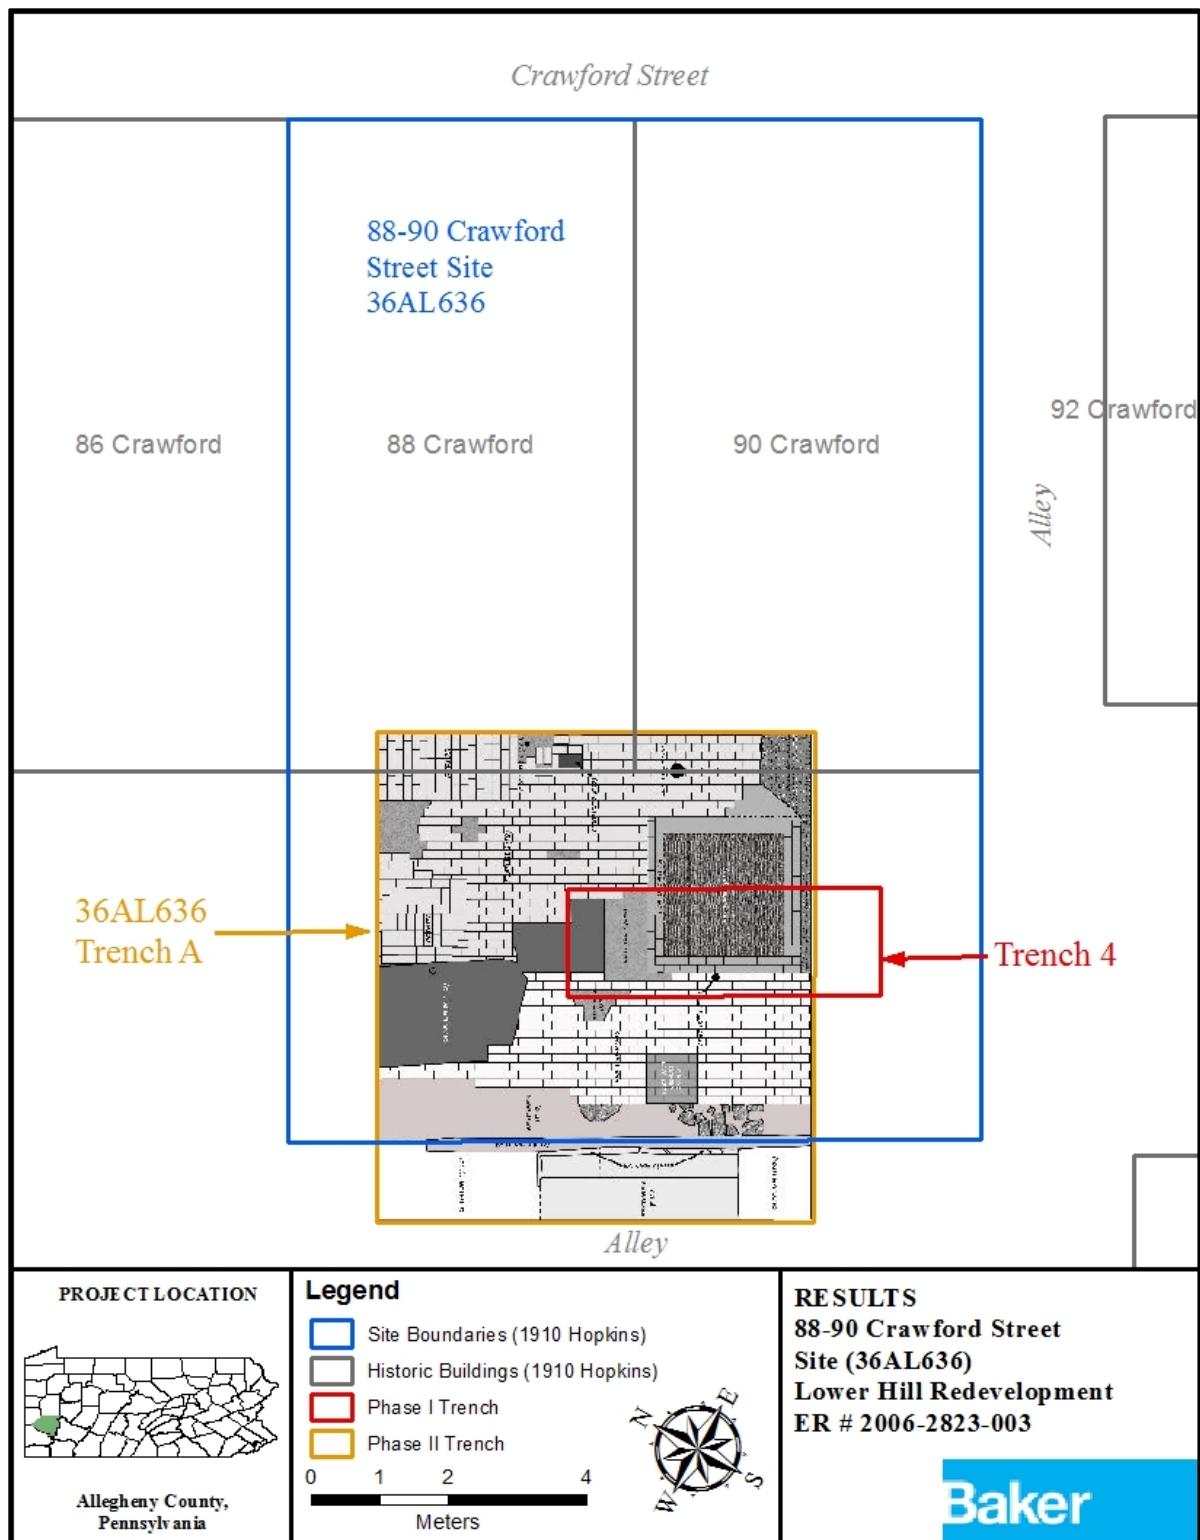 Crawford Street
88-90 Crawford
Street Site
36AL636
86 Crawford
88 Crawford
90 Crawford
92 Crawford
Alley
36AL636
Trench A
Trench 4
Alley
PROJECT LOCATION
Allegheny County,
Pennsylvania
Legend
Site Boundaries (1910 Hopkins)
Historic Buildings (1910 Hopkins)
Phase I Trench
Phase II Trench
0 1 2 4
Meters
N E
W S
RESULTS
88-90 Crawford Street
Site (36AL636)
Lower Hill Redevelopment
ER # 2006-2823-003
Baker